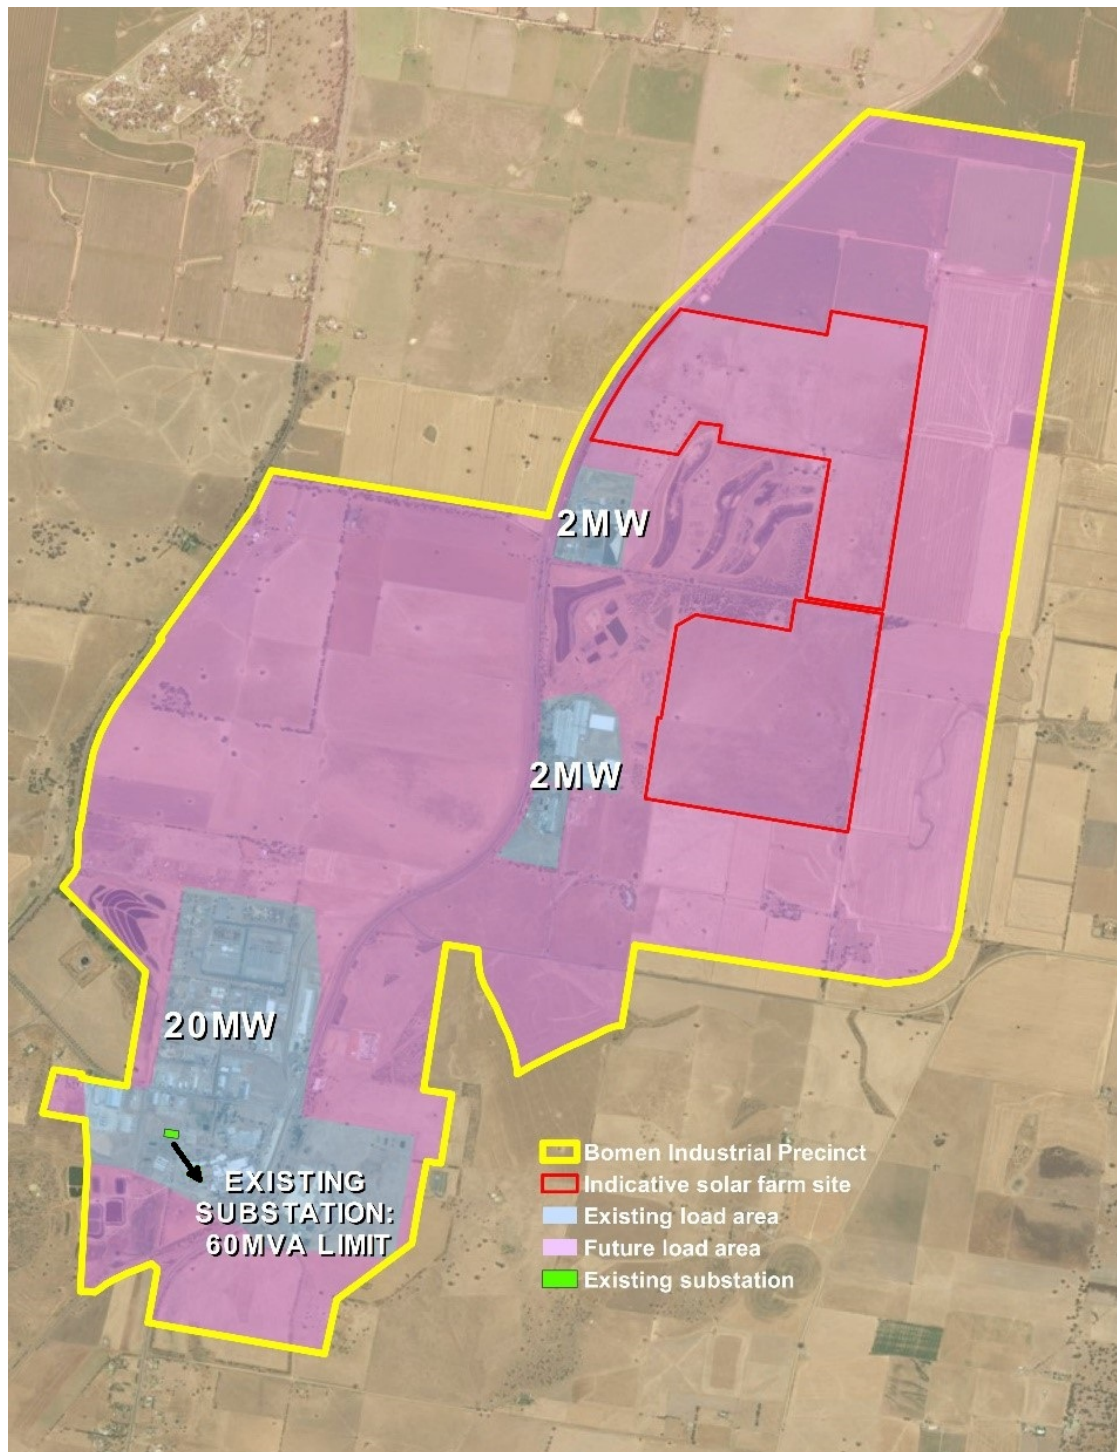 2MW
2MW
20MW
EXISTING
SUBSTATION:
60MVA LIMIT
Bomen Industrial Precinct
Indicative solar farm site
Existing load area
Future load area
Existing substation